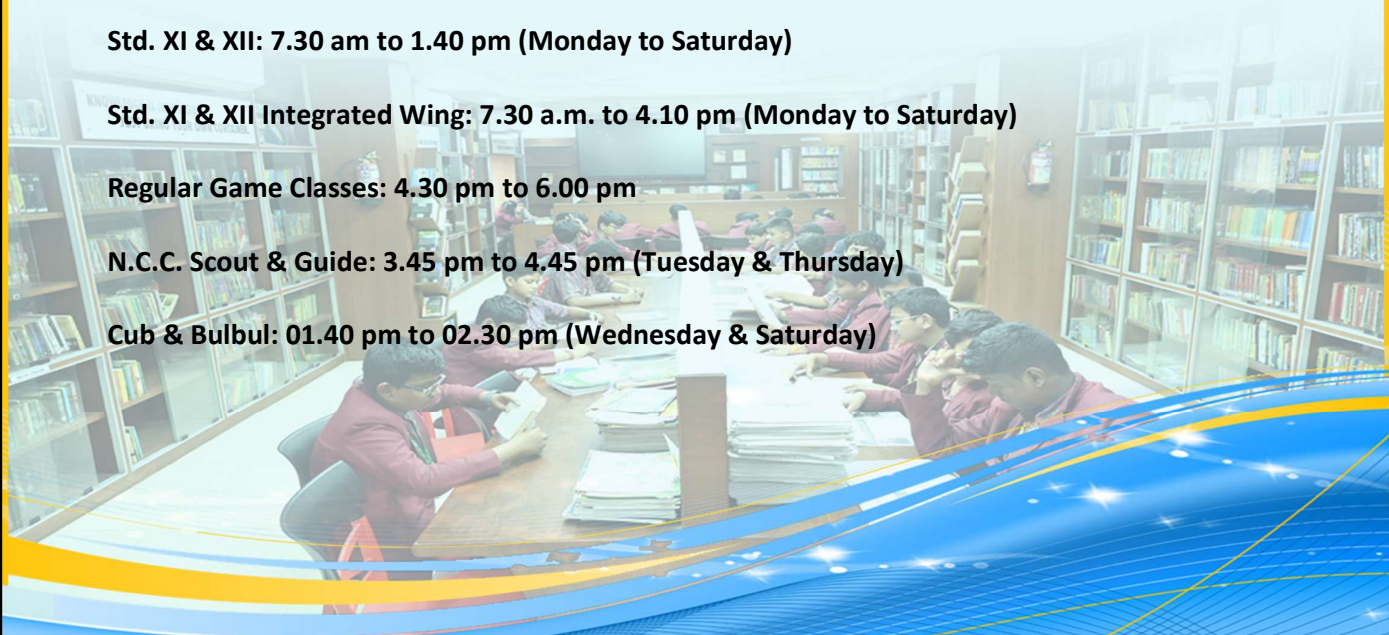 Std. XI & XII: 7.30 am to 1.40 pm (Monday to Saturday)
Std. XI & XII Integrated Wing: 7.30 a.m. to 4.10 pm (Monday to Saturday)
Regular Game Classes: 4.30 pm to 6.00 pm
N.C.C. Scout & Guide: 3.45 pm to 4.45 pm (Tuesday & Thursday)
Cub & Bulbul: 01.40 pm to 02.30 pm (Wednesday & Saturday)